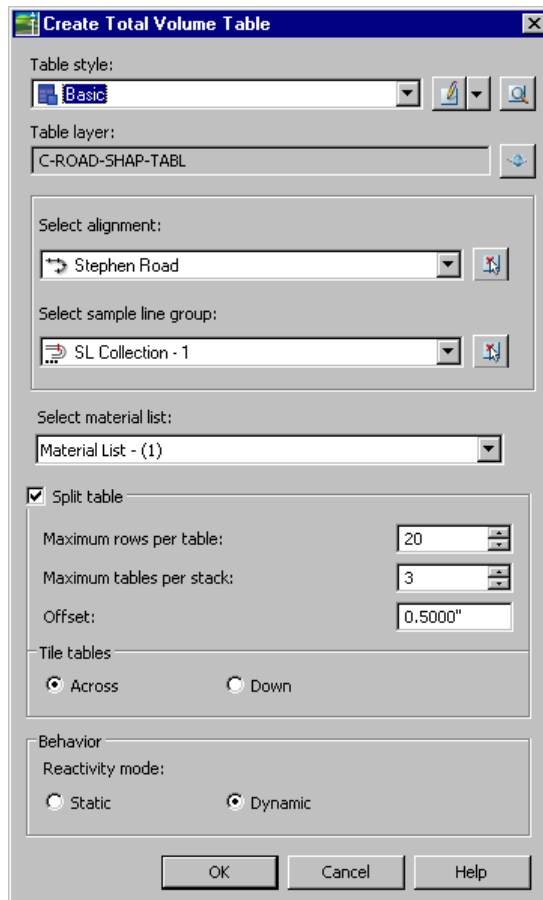 Create Total Volume Table
Table style:
Basic
Table layer:
C-ROAD-SHAP-TABL
Select alignment:
Stephen Road
Select sample line group:
SL Collection - 1
Select material list:
Material List - (1)
Split table
Maximum rows per table:
20
Maximum tables per stack:
3
Offset:
0.5000"
Tile tables
Across Down
Behavior
Reactivity mode:
Static Dynamic
OK Cancel Help